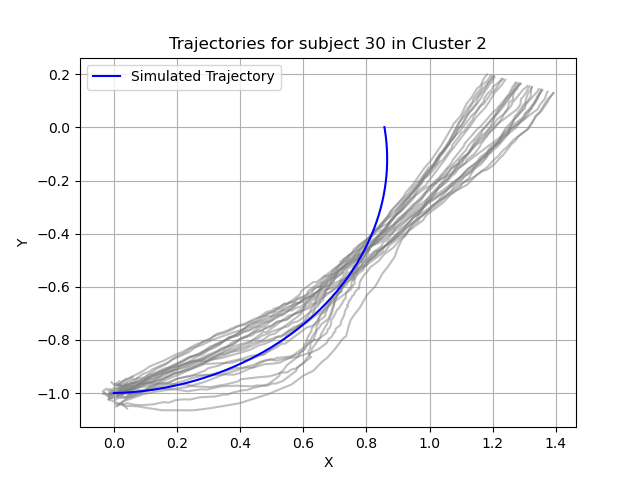 Trajectories for subject 30 in Cluster 2
Simulated Trajectory
0.2
0.0
−0.2
−0.4
−0.6
−0.8
−1.0
Y
0.0 0.2 0.4 0.6 0.8 1.0 1.2 1.4
X